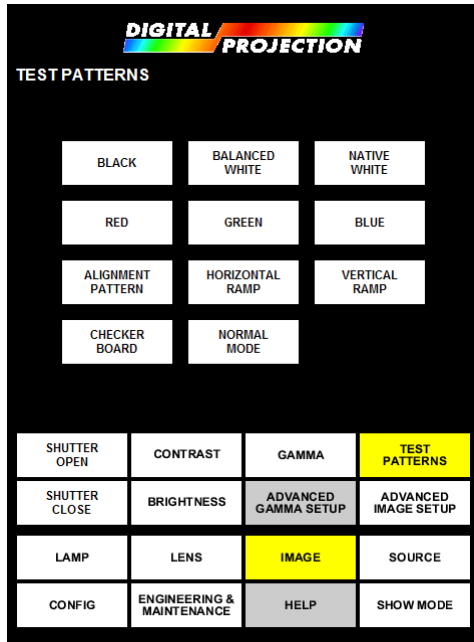 DIGITAL
PROJECTION
TEST PATTERNS
BLACK
BALANCED
WHITE
NATIVE
WHITE
RED
GREEN
BLUE
ALIGNMENT
PATTERN
HORIZONTAL
RAMP
VERTICAL
RAMP
CHECKER
BOARD
NORMAL
MODE
SHUTTER
OPEN
CONTRAST
GAMMA
TEST
PATTERNS
SHUTTER
CLOSE
BRIGHTNESS
ADVANCED
GAMMA SETUP
ADVANCED
IMAGE SETUP
LAMP
LENS
IMAGE
SOURCE
CONFIG
ENGINEERING &
MAINTENANCE
HELP
SHOW MODE